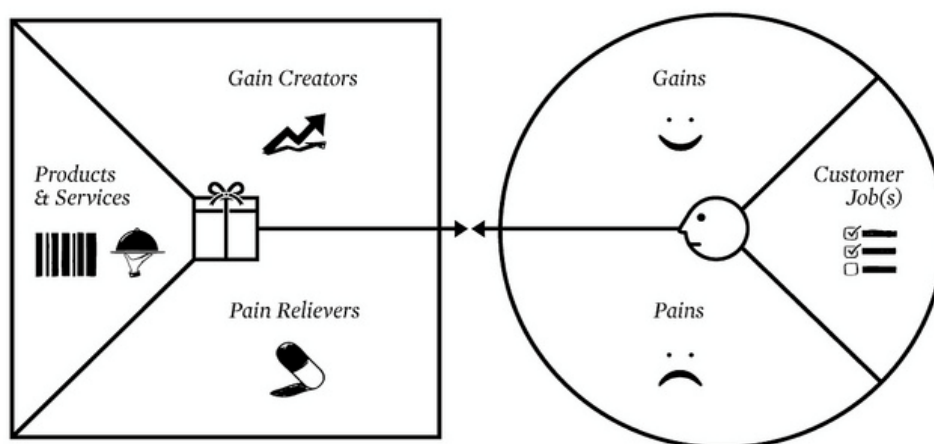 Gain Creators
Products
& Services
Pain Relievers
Gains
Customer
Job(s)
Pains